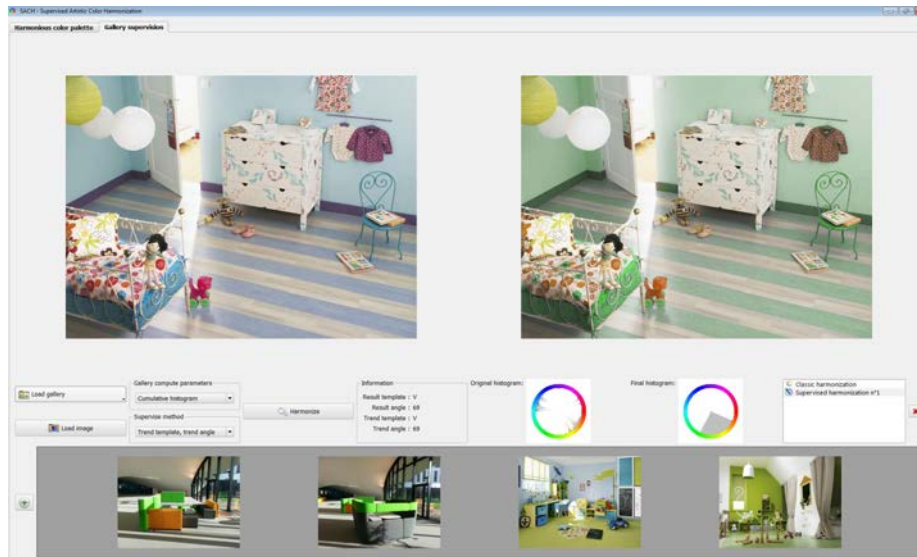 SACH - Supervised Artistic Color Harmonization
Harmonious color palette
Gallery supervision
Load gallery
Load image
Gallery compute parameters
Cumulative histogram
Supervise method
Trend template, trend angle
Harmonize
Information
Result template : V
Result angle : 69
Trend template : V
Trend angle : 69
Original histogram:
Final histogram:
Classic harmonization
Supervised harmonization n°1